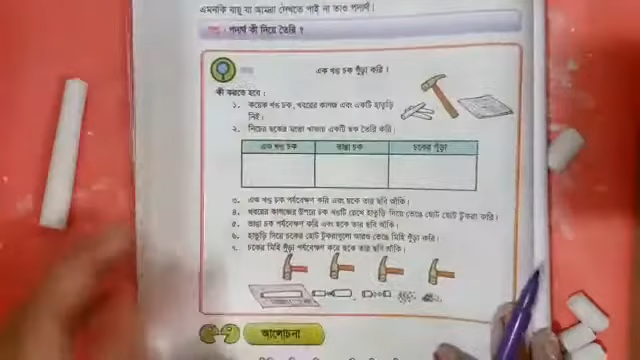 এমনকি বায়ু যা আমরা দেখতে পাই না তাও পদার্থ।
প্রশ্ন : পদার্থ কী দিয়ে তৈরি ?
কাজ
এক খণ্ড চক গুঁড়া করি।
কী করতে হবে :
১. কয়েক খণ্ড চক, খবরের কাগজ এবং একটি হাতুড়ি
নিই।
২. নিচের ছকের মতো খাতায় একটি ছক তৈরি করি।
এক খণ্ড চক
ভাঙ্গা চক
চকের গুঁড়া
৩. এক খণ্ড চক পর্যবেক্ষণ করি এবং ছকে তার ছবি আঁকি।
৪. খবরের কাগজের উপরে চক খণ্ডটি রেখে হাতুড়ি দিয়ে ভেঙে ছোট ছোট টুকরা করি।
৫. ভাঙ্গা চক পর্যবেক্ষণ করি এবং ছকে তার ছবি আঁকি।
৬. হাতুড়ি দিয়ে চকের ছোট টুকরাগুলো আরও ভেঙে মিহি গুঁড়া করি।
৭. চকের মিহি গুঁড়া পর্যবেক্ষণ করে ছকে তার ছবি আঁকি।
আলোচনা